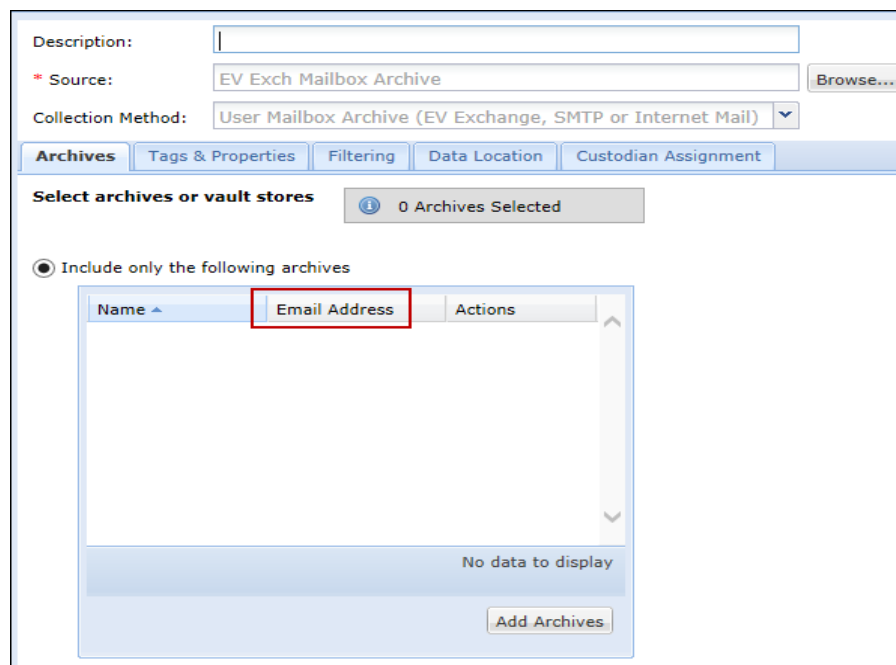 Description:
* Source: EV Exch Mailbox Archive Browse...
Collection Method: User Mailbox Archive (EV Exchange, SMTP or Internet Mail)
Archives Tags & Properties Filtering Data Location Custodian Assignment
Select archives or vault stores 0 Archives Selected
Include only the following archives
Name Email Address Actions
No data to display
Add Archives